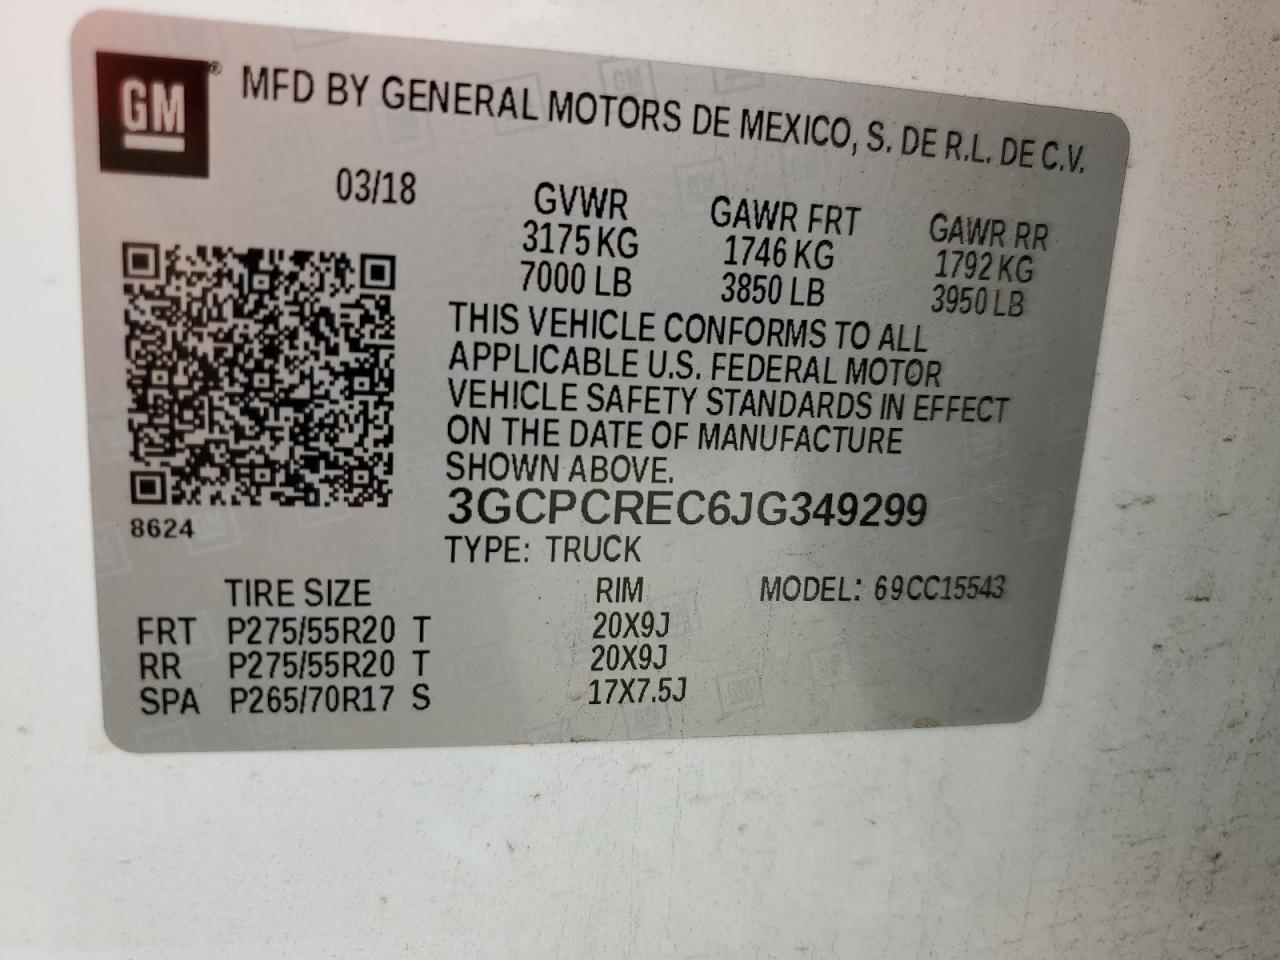 GM®
MFD BY GENERAL MOTORS DE MEXICO, S. DE R.L. DE C.V.
03/18
GVWR GAWR FRT GAWR RR
3175 KG 1746 KG 1792 KG
7000 LB 3850 LB 3950 LB
THIS VEHICLE CONFORMS TO ALL
APPLICABLE U.S. FEDERAL MOTOR
VEHICLE SAFETY STANDARDS IN EFFECT
ON THE DATE OF MANUFACTURE
SHOWN ABOVE.
3GCPCREC6JG349299
8624
TYPE: TRUCK
TIRE SIZE RIM MODEL: 69CC15543
FRT P275/55R20 T 20X9J
RR P275/55R20 T 20X9J
SPA P265/70R17 S 17X7.5J